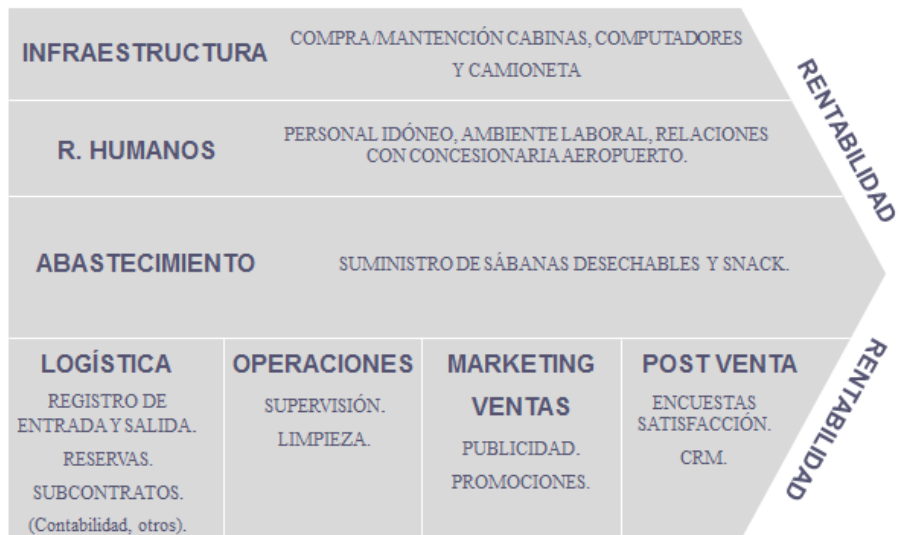 INFRAESTRUCTURA
COMPRA/MANTENCIÓN CABINAS, COMPUTADORES
Y CAMIONETA
R. HUMANOS
PERSONAL IDÓNEO, AMBIENTE LABORAL, RELACIONES
CON CONCESIONARIA AEROPUERTO.
ABASTECIMIENTO
SUMINISTRO DE SÁBANAS DESECHABLES Y SNACK.
LOGÍSTICA
REGISTRO DE
ENTRADA Y SALIDA.
RESERVAS.
SUBCONTRATOS.
(Contabilidad, otros).
OPERACIONES
SUPERVISIÓN.
LIMPIEZA.
MARKETING
VENTAS
PUBLICIDAD.
PROMOCIONES.
POST VENTA
ENCUESTAS
SATISFACCIÓN.
CRM.
RENTABILIDAD
RENTABILIDAD